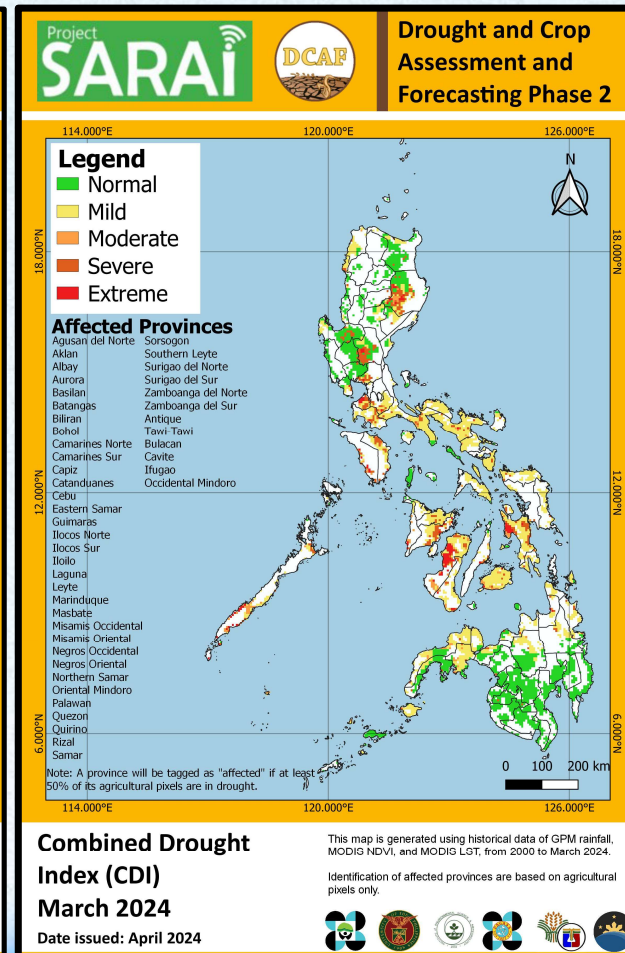 Project
SARAi
DCAF
Drought and Crop
Assessment and
Forecasting Phase 2
114.000°E 120.000°E 126.000°E
Legend
Normal
Mild
Moderate
Severe
Extreme
N
18.000°N 18.000°N
Affected Provinces
Agusan del Norte Sorsogon
Aklan Southern Leyte
Albay Surigao del Norte
Aurora Surigao del Sur
Basilan Zamboanga del Norte
Batangas Zamboanga del Sur
Biliran Antique
Bohol Tawi-Tawi
Camarines Norte Bulacan
Camarines Sur Cavite
Capiz Ifugao
Catanduanes Occidental Mindoro
Cebu
Eastern Samar
Guimaras
Ilocos Norte
Ilocos Sur
Iloilo
Laguna
Leyte
Marinduque
Masbate
Misamis Occidental
Misamis Oriental
Negros Occidental
Negros Oriental
Northern Samar
Oriental Mindoro
Palawan
Quezon
Quirino
Rizal
Samar
12.000°N 12.000°N
6.000°N 6.000°N
Note: A province will be tagged as "affected" if at least
50% of its agricultural pixels are in drought.
0 100 200 km
114.000°E 120.000°E 126.000°E
Combined Drought
Index (CDI)
March 2024
Date issued: April 2024
This map is generated using historical data of GPM rainfall,
MODIS NDVI, and MODIS LST, from 2000 to March 2024.
Identification of affected provinces are based on agricultural
pixels only.